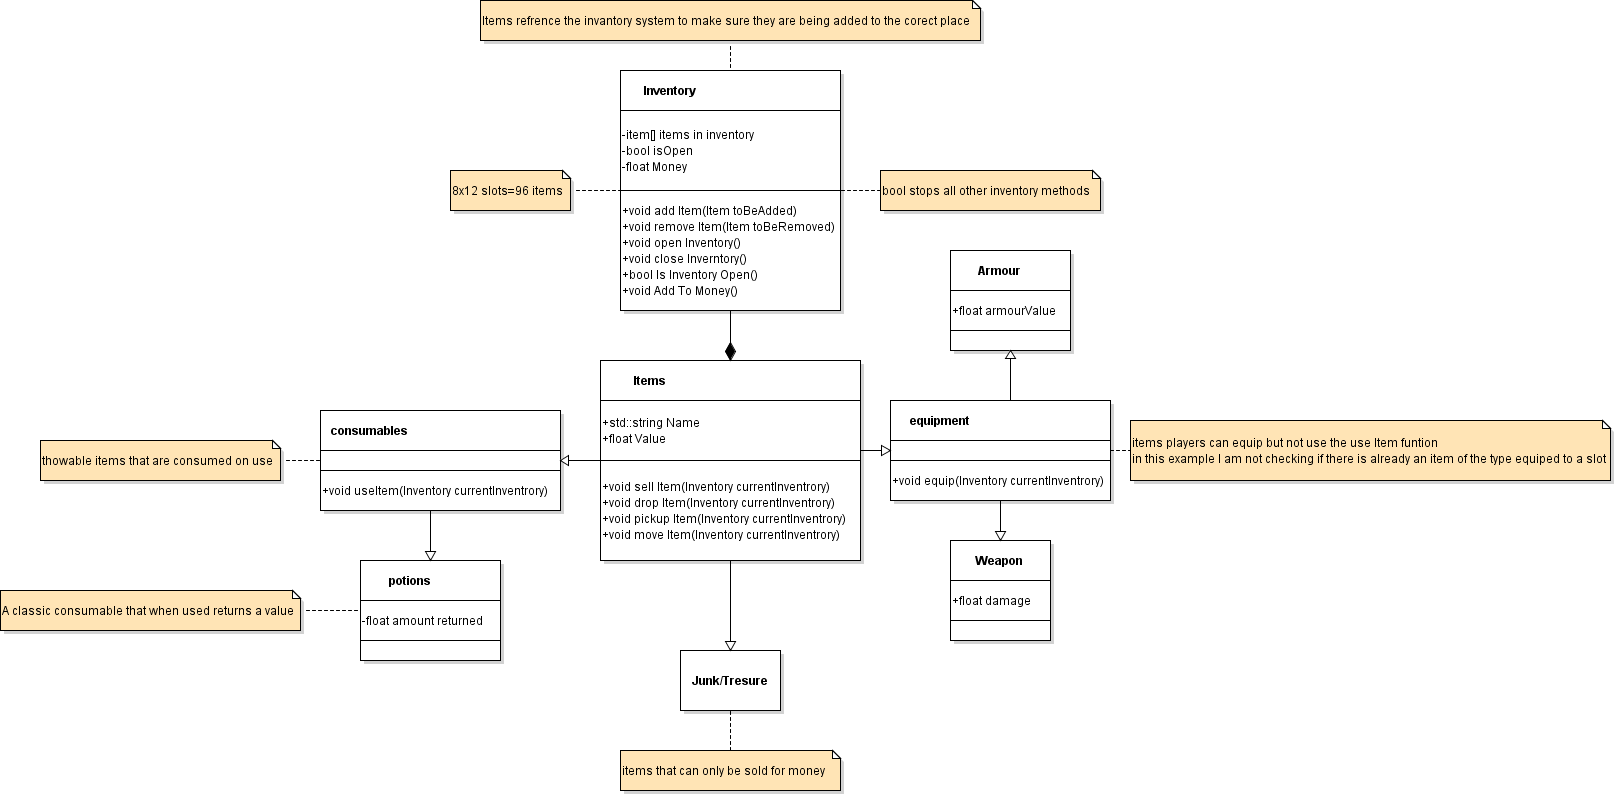 Items refrence the invantory system to make sure they are being added to the corect place
Inventory
-item[] items in inventory
-bool isOpen
-float Money
8x12 slots=96 items
bool stops all other inventory methods
+void add Item(Item toBeAdded)
+void remove Item(Item toBeRemoved)
+void open Inventory()
+void close Inverntory()
+bool Is Inventory Open()
+void Add To Money()
Armour
+float armourValue
Items
+std::string Name
+float Value
+void sell Item(Inventory currentInventrory)
+void drop Item(Inventory currentInventrory)
+void pickup Item(Inventory currentInventrory)
+void move Item(Inventory currentInventrory)
consumables
+void useItem(Inventory currentInventrory)
thowable items that are consumed on use
equipment
+void equip(Inventory currentInventrory)
items players can equip but not use the use Item funtion
in this example I am not checking if there is already an item of the type equiped to a slot
potions
-float amount returned
A classic consumable that when used returns a value
Weapon
+float damage
Junk/Tresure
items that can only be sold for money